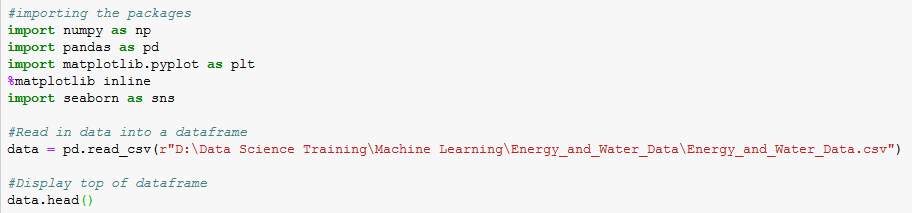 #importing the packages
import numpy as np
import pandas as pd
import matplotlib.pyplot as plt
%matplotlib inline
import seaborn as sns
#Read in data into a dataframe
data = pd.read_csv(r"D:\Data Science Training\Machine Learning\Energy_and_Water_Data\Energy_and_Water_Data.csv")
#Display top of dataframe
data.head()